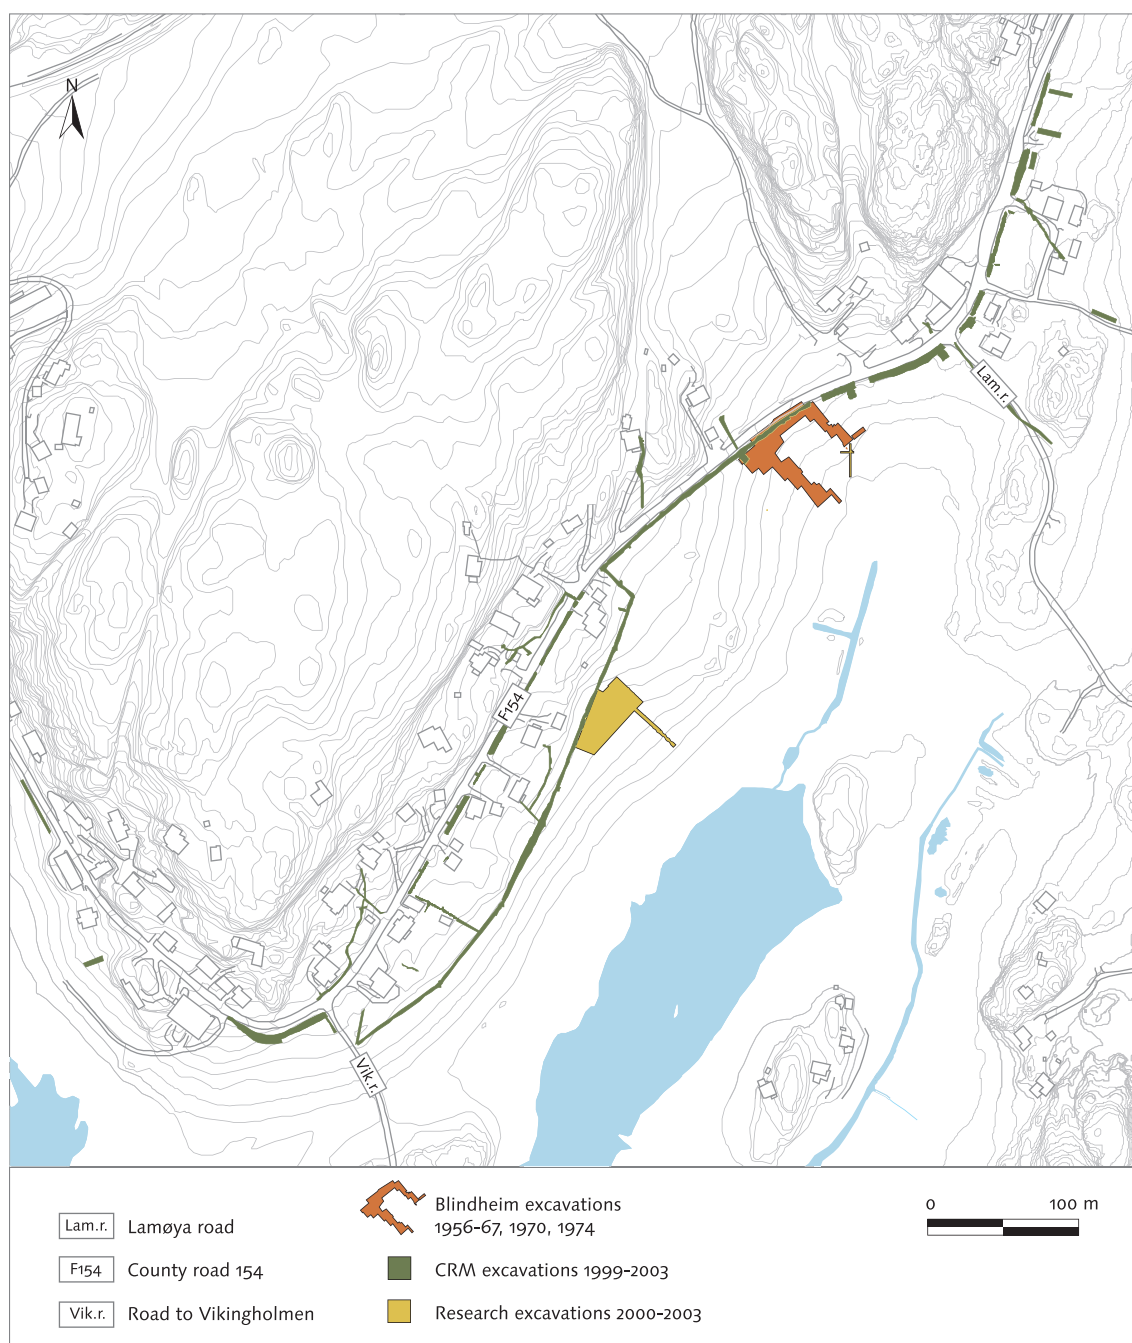 N
Lam.r.
F154
Vik.r.
Lam.r. Lamøya road
F154 County road 154
Vik.r. Road to Vikingholmen
Blindheim excavations
1956-67, 1970, 1974
CRM excavations 1999-2003
Research excavations 2000-2003
0 100 m